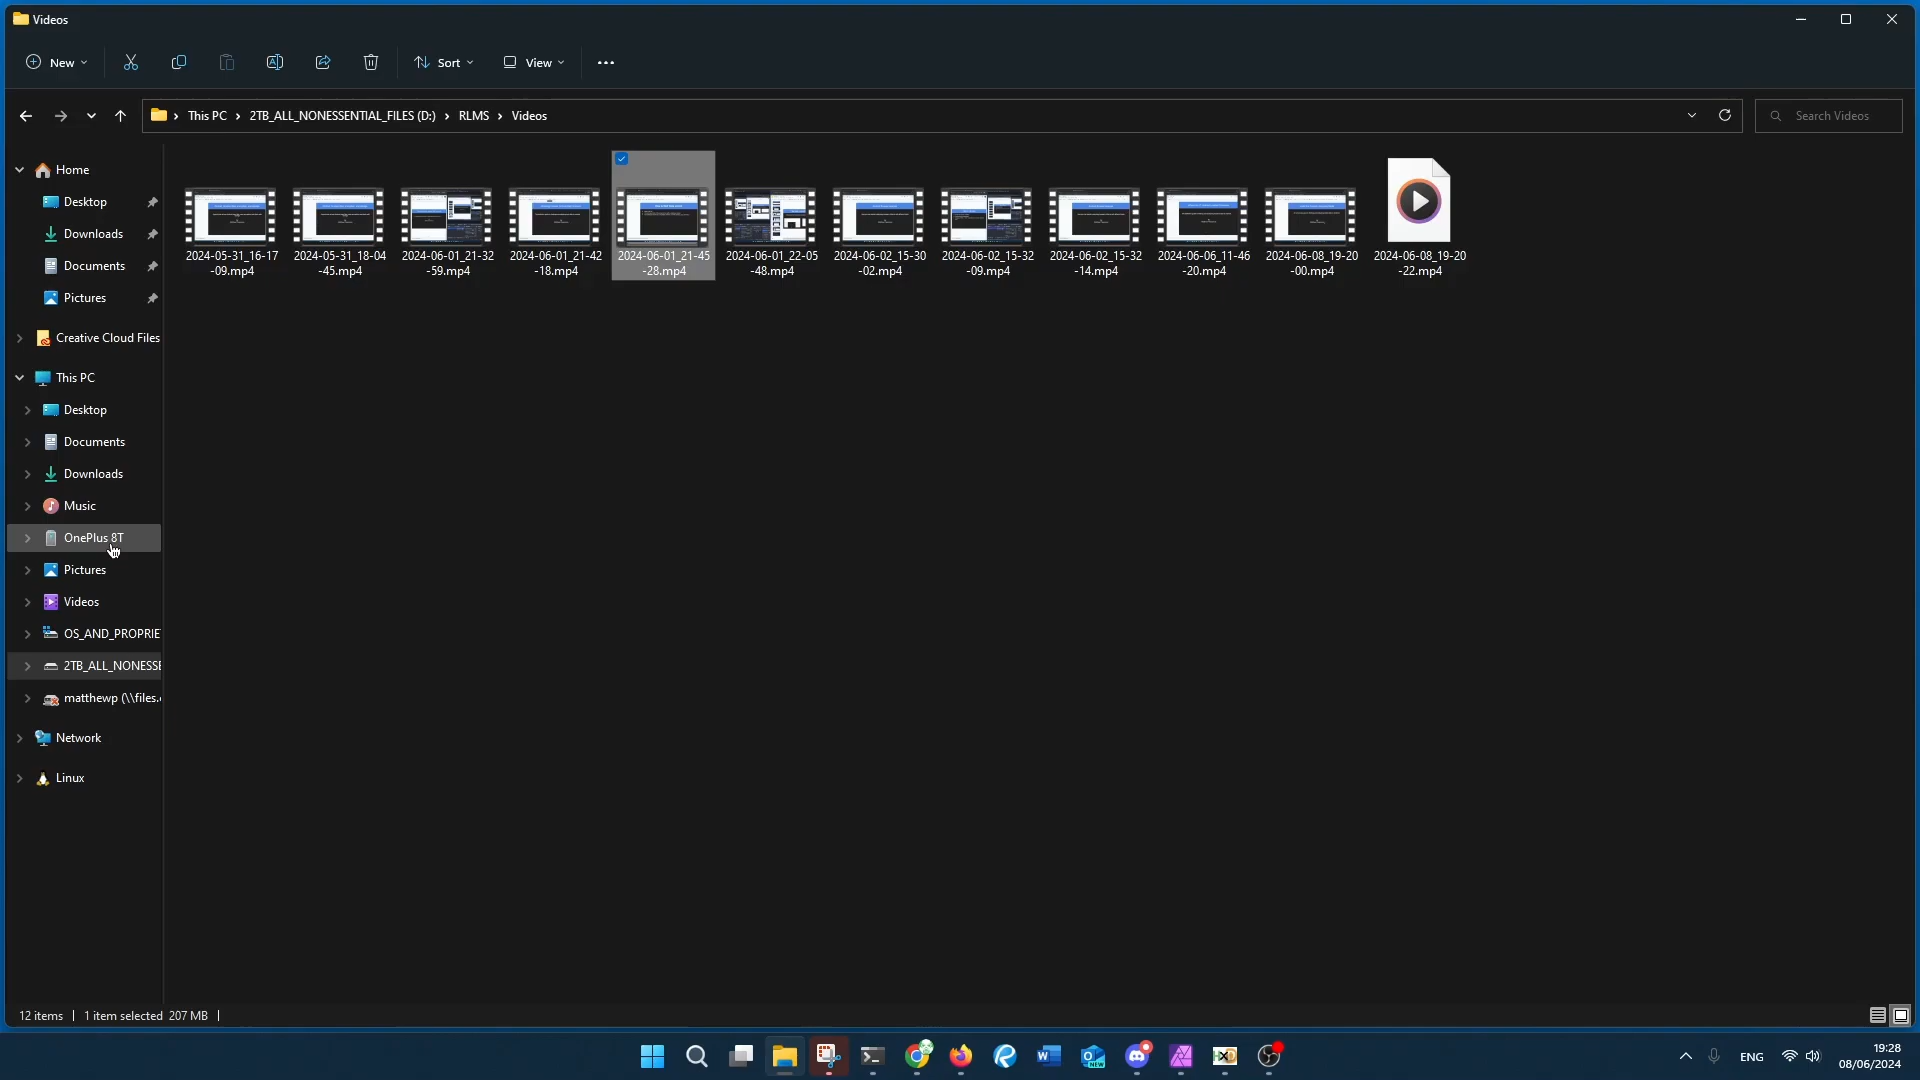 Videos
New
Sort
View
This PC
2TB_ALL_NONESSENTIAL_FILES (D:)
RLMS
Videos
Search Videos
Home
Desktop
Downloads
Documents
Pictures
Creative Cloud Files
This PC
Desktop
Documents
Downloads
Music
OnePlus 8T
Pictures
Videos
OS_AND_PROPRIE
2TB_ALL_NONESSE
matthewp (\\files.
Network
Linux
2024-05-31_16-17
-09.mp4
2024-05-31_18-04
-45.mp4
2024-06-01_21-32
-59.mp4
2024-06-01_21-42
-18.mp4
2024-06-01_21-45
-28.mp4
2024-06-01_22-05
-48.mp4
2024-06-02_15-30
-02.mp4
2024-06-02_15-32
-09.mp4
2024-06-02_15-32
-14.mp4
2024-06-06_11-46
-20.mp4
2024-06-08_19-20
-00.mp4
2024-06-08_19-20
-22.mp4
12 items
1 item selected 207 MB
NEW
ENG
19:28
08/06/2024